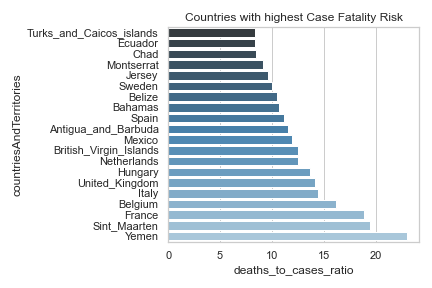 Countries with highest Case Fatality Risk
Turks_and_Caicos_islands
Ecuador
Chad
Montserrat
Jersey
Sweden
Belize
Bahamas
Spain
Antigua_and_Barbuda
Mexico
British_Virgin_Islands
Netherlands
Hungary
United_Kingdom
Italy
Belgium
France
Sint_Maarten
Yemen
countriesAndTerritories
0 5 10 15 20
deaths_to_cases_ratio